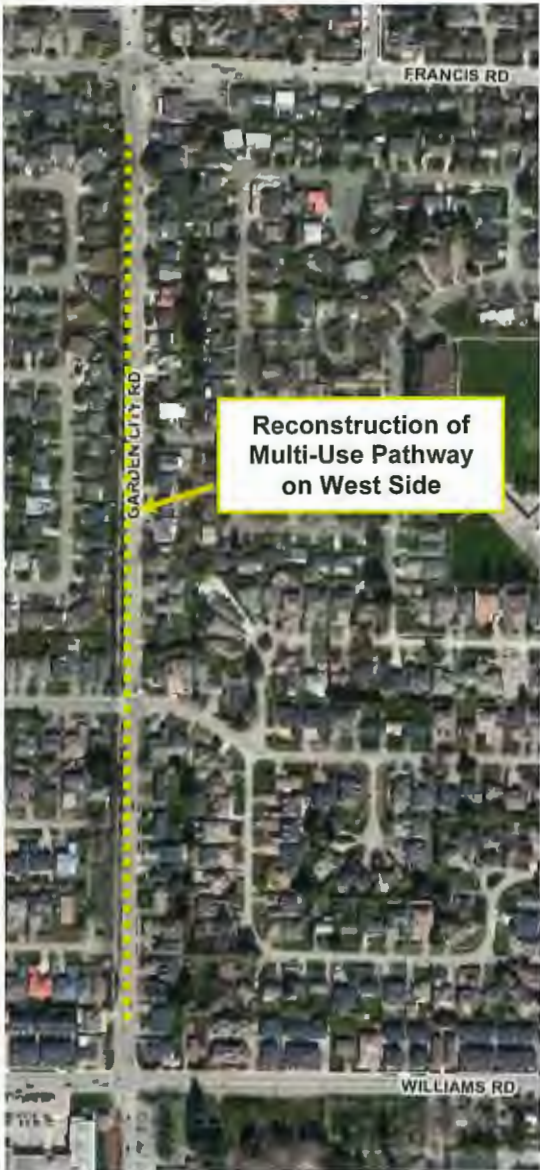 FRANCIS RD
GARDEN CITY RD
Reconstruction of
Multi-Use Pathway
on West Side
WILLIAMS RD